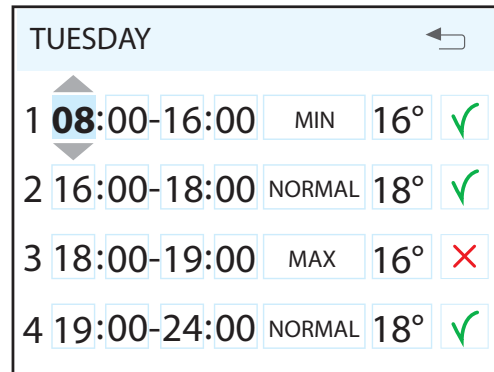 TUESDAY
1 08:00-16:00 MIN 16°
2 16:00-18:00 NORMAL 18°
3 18:00-19:00 MAX 16°
4 19:00-24:00 NORMAL 18°